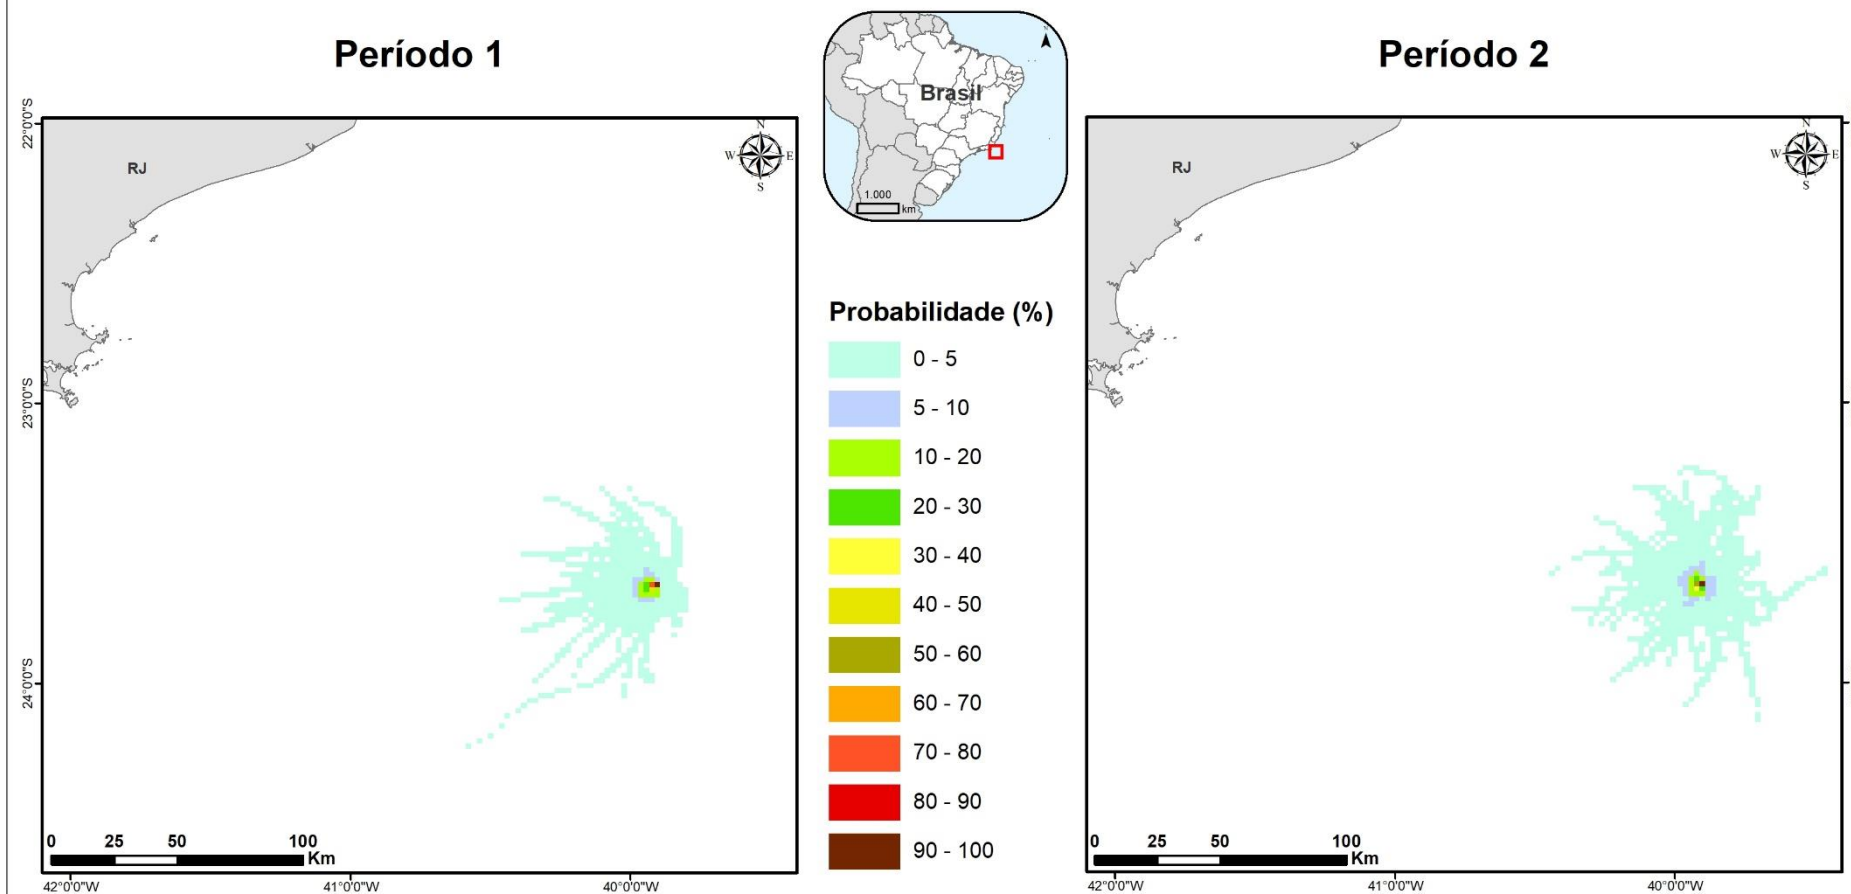 Período 1
Período 2
Brasil
N
1.000
km
22°0'0"S
23°0'0"S
24°0'0"S
RJ
N
W
E
S
0
25
50
100
Km
42°0'0"W
41°0'0"W
40°0'0"W
Probabilidade (%)
0 - 5
5 - 10
10 - 20
20 - 30
30 - 40
40 - 50
50 - 60
60 - 70
70 - 80
80 - 90
90 - 100
RJ
N
W
E
S
0
25
50
100
Km
42°0'0"W
41°0'0"W
40°0'0"W